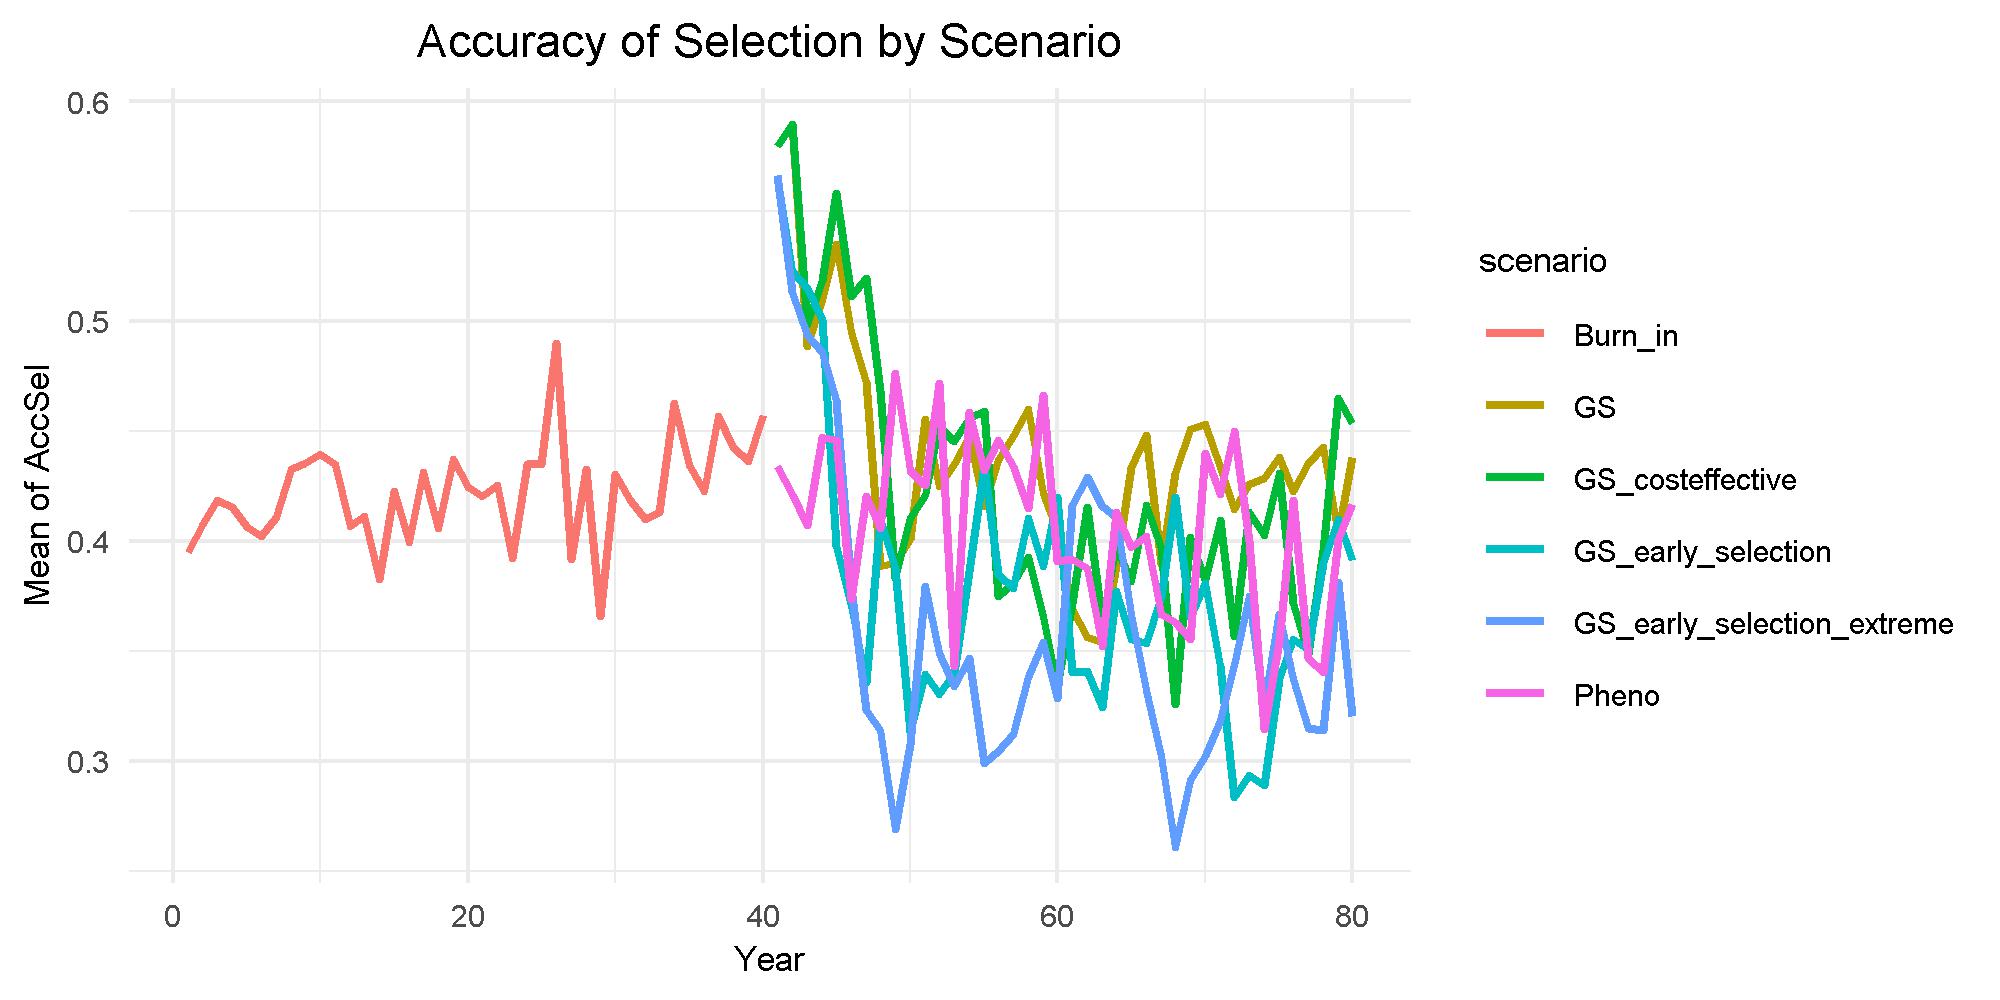 Accuracy of Selection by Scenario
Mean of AccSel
0.6
0.5
0.4
0.3
0 20 40 60 80
Year
scenario
Burn_in
GS
GS_costeffective
GS_early_selection
GS_early_selection_extreme
Pheno